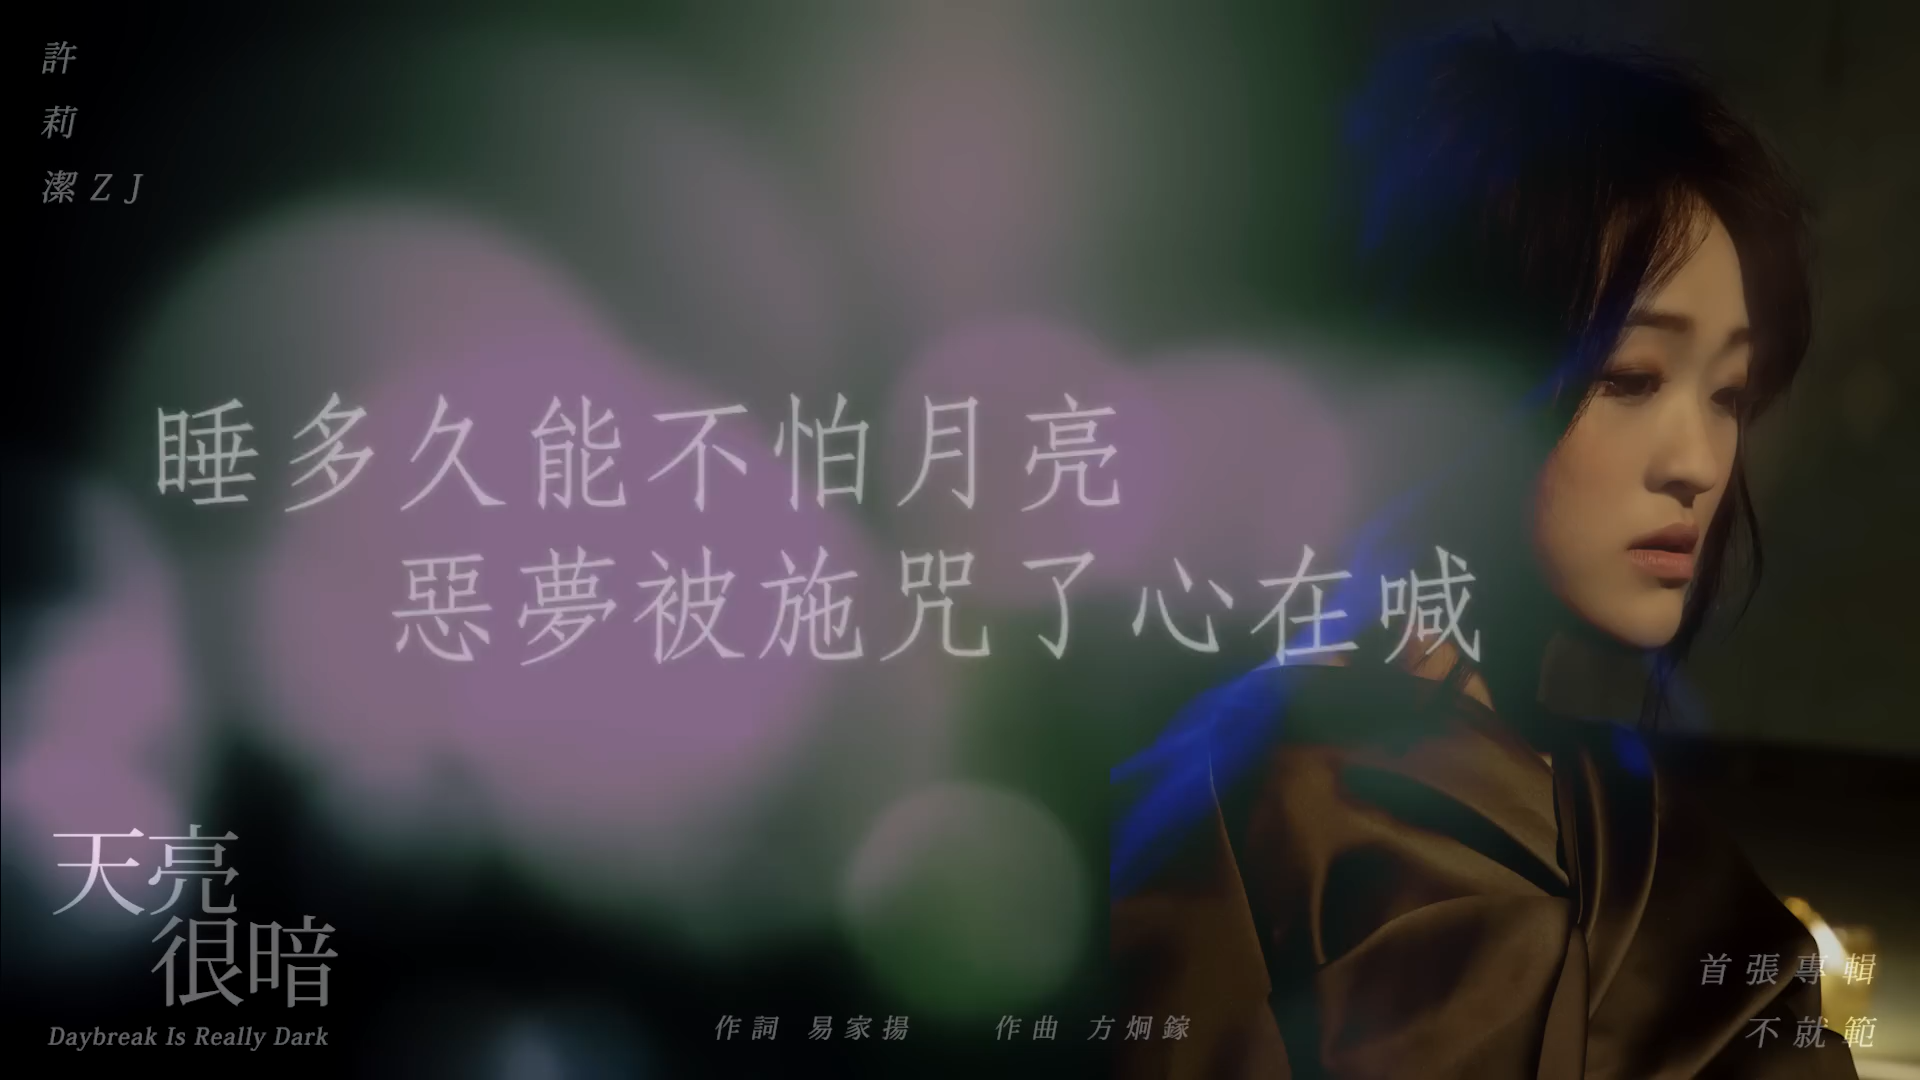 許
莉
潔ZJ
睡多久能不怕月亮
惡夢被施咒了心在喊
天亮
很暗
Daybreak Is Really Dark
作詞 易家揚 作曲 方炯鎵
首張專輯
不就範